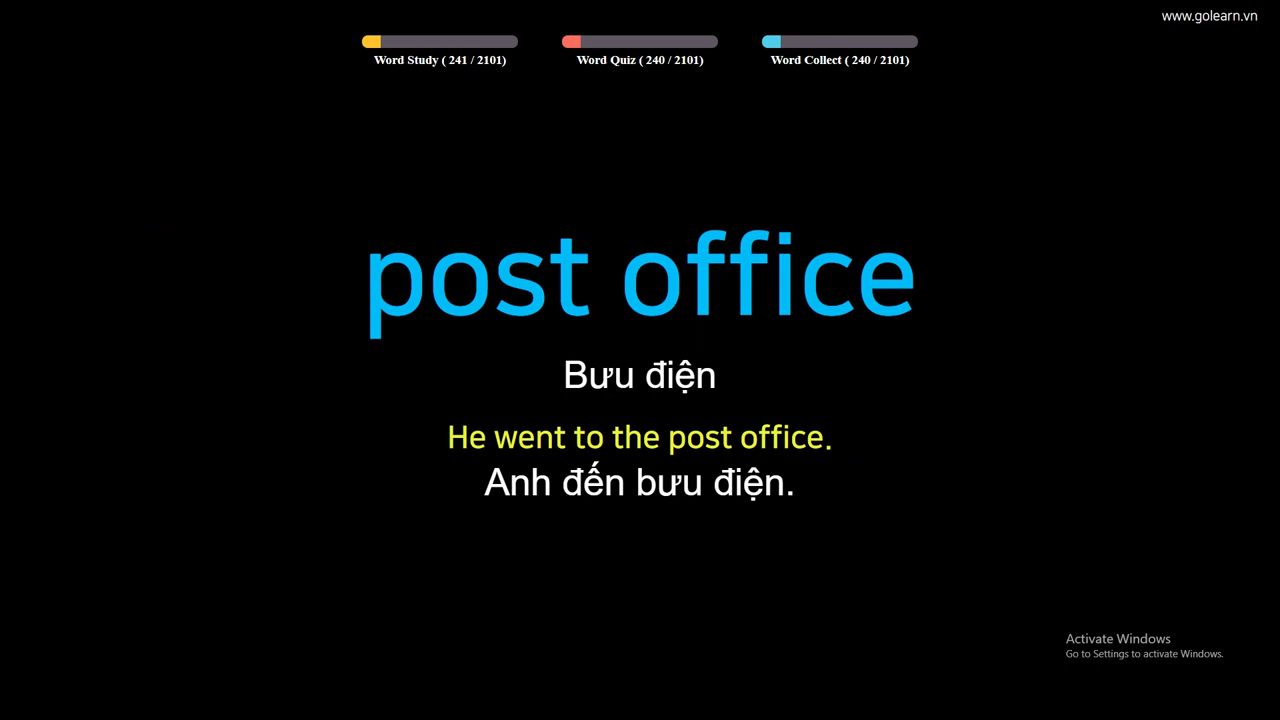 www.golearn.vn
Word Study ( 241 / 2101)
Word Quiz ( 240 / 2101)
Word Collect ( 240 / 2101)
post office
Bưu điện
He went to the post office.
Anh đến bưu điện.
Activate Windows
Go to Settings to activate Windows.